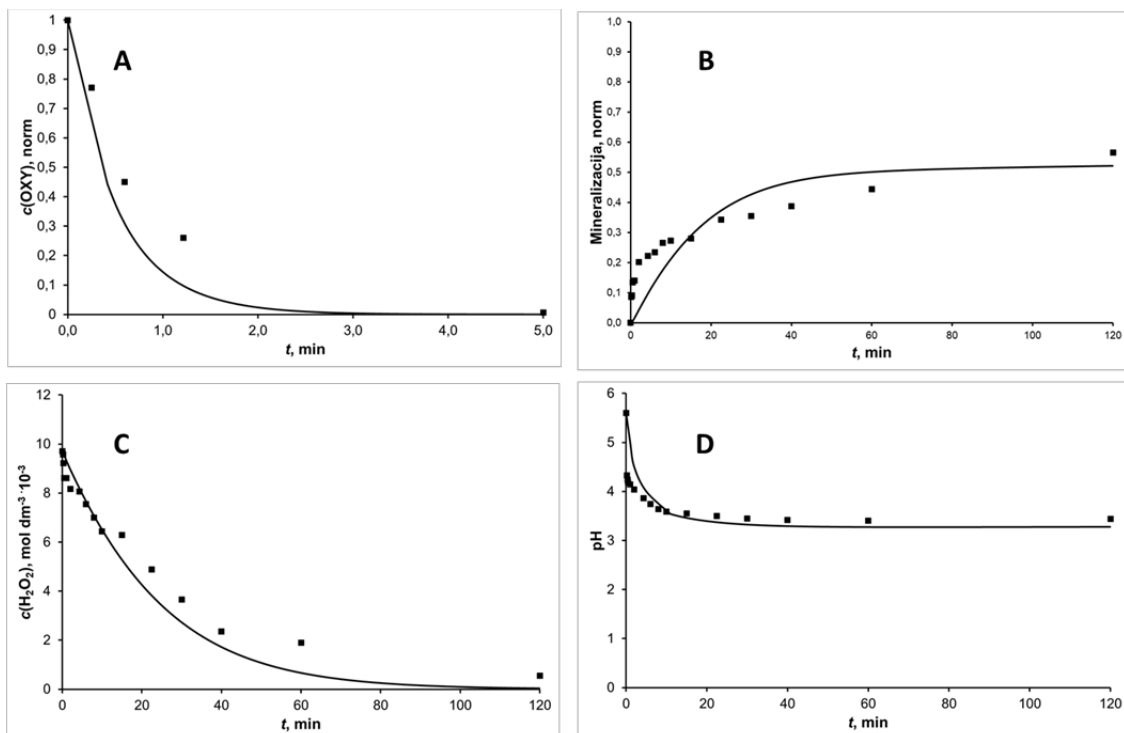 A
c(OXY), norm
1
0,9
0,8
0,7
0,6
0,5
0,4
0,3
0,2
0,1
0
0,0 1,0 2,0 3,0 4,0 5,0
t, min
B
Mineralizacija, norm
1,0
0,9
0,8
0,7
0,6
0,5
0,4
0,3
0,2
0,1
0,0
0 20 40 60 80 100 120
t, min
C
c(H₂O₂), mol dm⁻³·10⁻³
12
10
8
6
4
2
0
0 20 40 60 80 100 120
t, min
D
pH
6
5
4
3
2
1
0
0 20 40 60 80 100 120
t, min